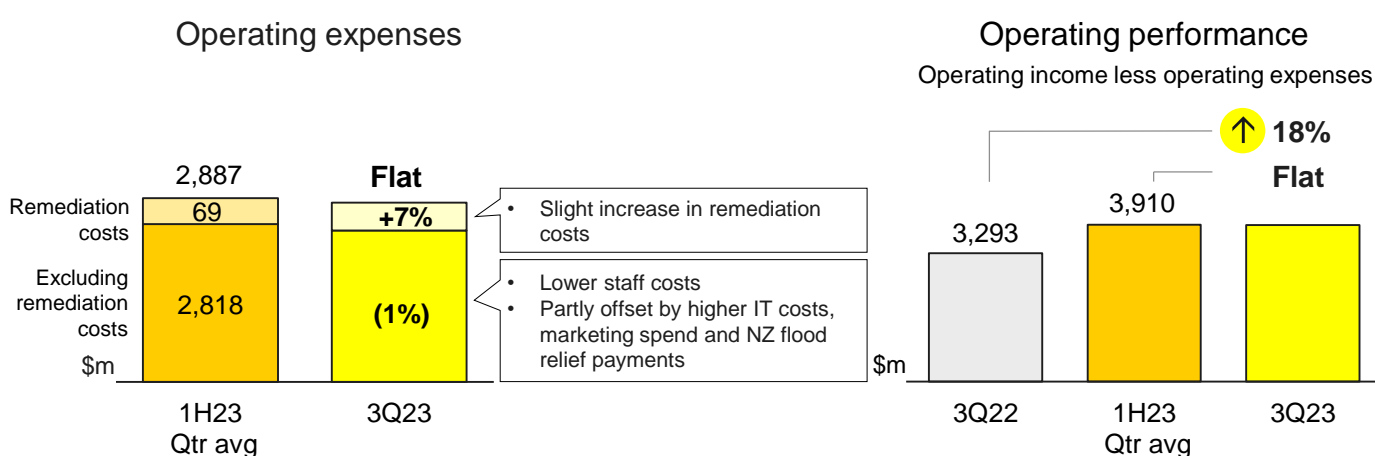 Operating expenses
2,887
Flat
Remediation
costs
69
+7%
• Slight increase in remediation
costs
Excluding
remediation
costs
2,818
(1%)
• Lower staff costs
• Partly offset by higher IT costs,
marketing spend and NZ flood
relief payments
$m
1H23
Qtr avg
3Q23
Operating performance
Operating income less operating expenses
↑ 18%
Flat
3,293
3,910
$m
3Q22
1H23
Qtr avg
3Q23